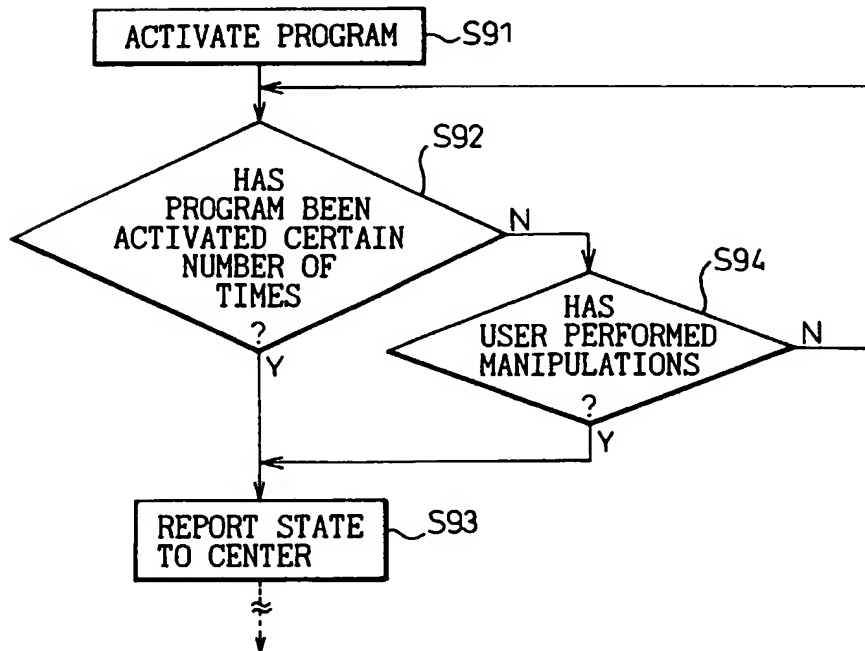 ACTIVATE PROGRAM
S91
S92
HAS
PROGRAM BEEN
ACTIVATED CERTAIN
NUMBER OF
TIMES
?
N
Y
S94
HAS
USER PERFORMED
MANIPULATIONS
?
N
Y
REPORT STATE
TO CENTER
S93